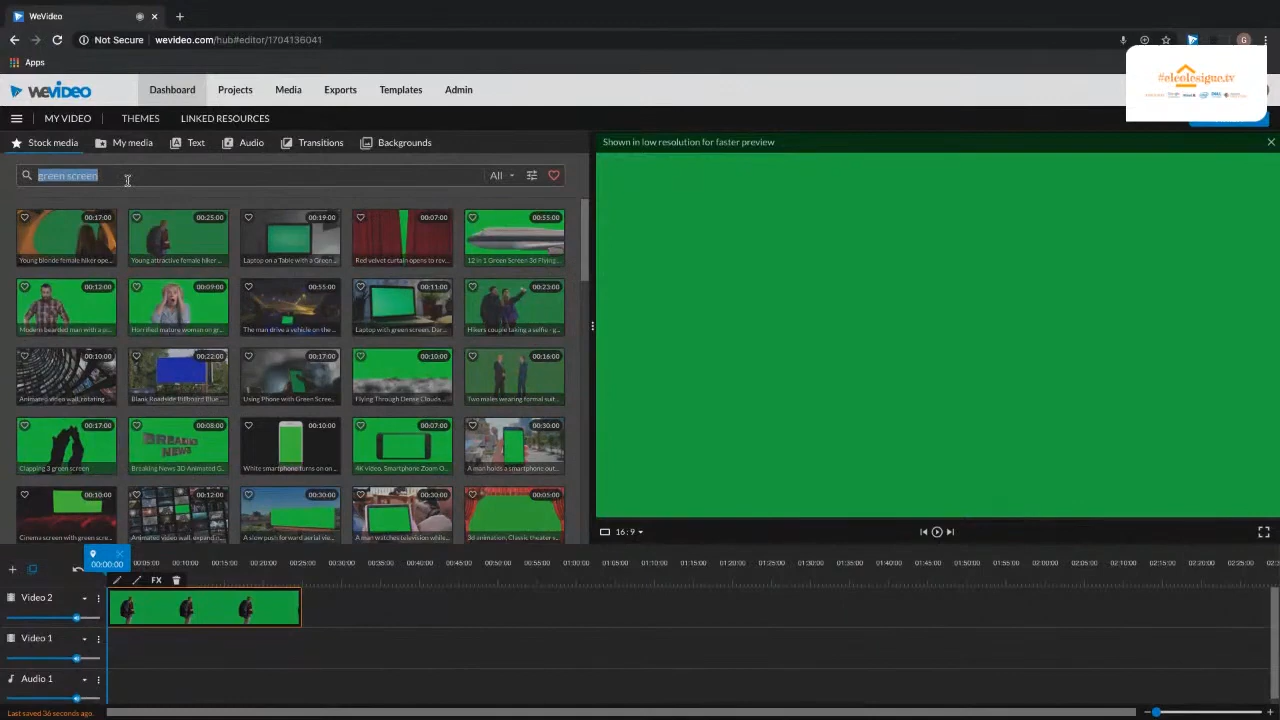 WeVideo
Not Secure wevideo.com/hub#editor/1704136041
G
Apps
WEVIDEO Dashboard Projects Media Exports Templates Admin
#elcolesigue.tv
MY VIDEO THEMES LINKED RESOURCES
Stock media My media Text Audio Transitions Backgrounds
Shown in low resolution for faster preview
green screen All
00:17:00 00:25:00 00:19:00 00:07:00 00:55:00
Young blonde female hiker ope... Young attractive female hiker ... Laptop on a Table with a Green... Red velvet curtain opens to rev... 12 in 1 Green Screen 3d Flying...
00:12:00 00:09:00 00:55:00 00:11:00 00:23:00
Modern bearded man with a po... Horrified mature woman on gr... The man drive a vehicle on the... Laptop with green screen. Dar... Hikers couple taking a selfie - g...
00:10:00 00:22:00 00:17:00 00:10:00 00:16:00
Animated video wall, rotating... Blank Roadside Billboard Blue... Using Phone with Green Scree... Flying Through Dense Clouds... Two males wearing formal suit...
BREAKING NEWS
00:17:00 00:08:00 00:10:00 00:07:00 00:30:00
Clapping 3 green screen Breaking News 3D Animated G... White smartphone turns on on... 4K video, Smartphone Zoom O... A man holds a smartphone out...
00:10:00 00:12:00 00:30:00 00:30:00 00:05:00
Cinema screen with green scre... Animated video wall, expand in... A slow push forward aerial vie... A man watches television while... 3d animation, Classic theater s...
16:9
00:00:00 00:05:00 00:10:00 00:15:00 00:20:00 00:25:00 00:30:00 00:35:00 00:40:00 00:45:00 00:50:00 00:55:00 01:00:00 01:05:00 01:10:00 01:15:00 01:20:00 01:25:00 01:30:00 01:35:00 01:40:00 01:45:00 01:50:00 01:55:00 02:00:00 02:05:00 02:10:00 02:15:00 02:20:00 02:25:00 02:3
FX
Video 2
Video 1
Audio 1
Last saved 36 seconds ago